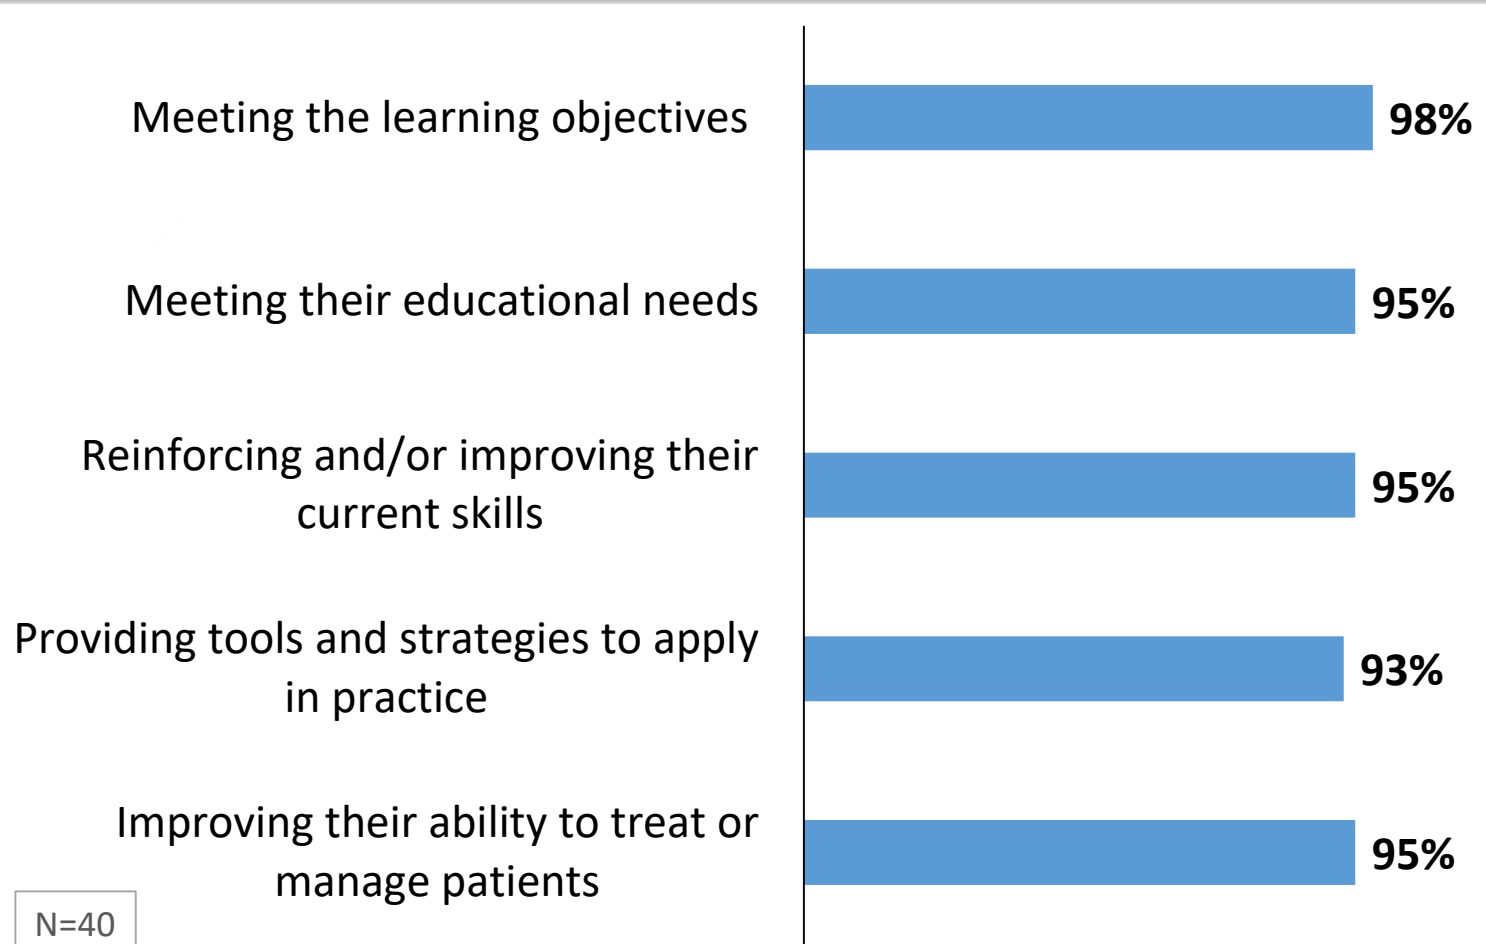 Meeting the learning objectives
98%
Meeting their educational needs
95%
Reinforcing and/or improving their
current skills
95%
Providing tools and strategies to apply
in practice
93%
Improving their ability to treat or
manage patients
95%
N=40